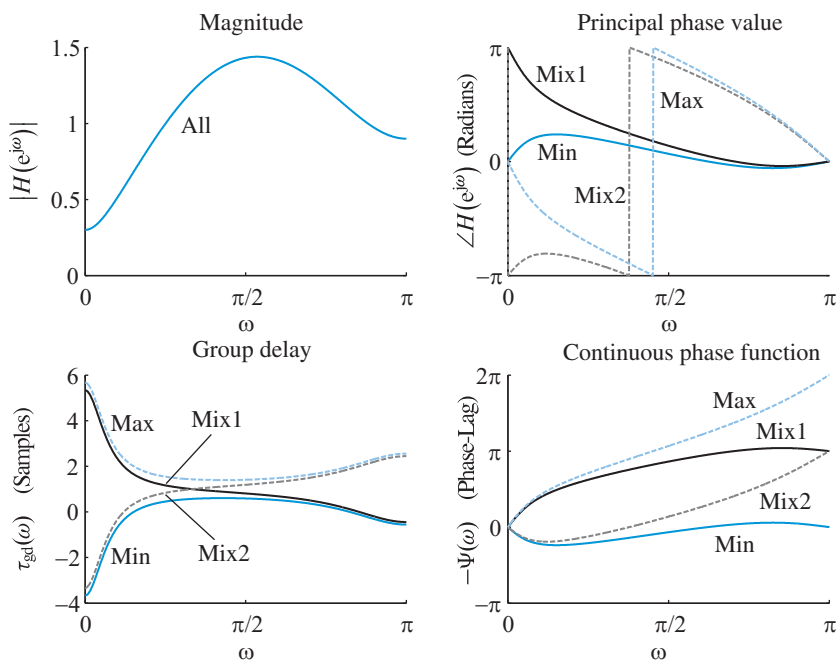 Magnitude
|H(e^jω)|
1.5
1
0.5
0
All
0
π/2
π
ω
Principal phase value
∠H(e^jω) (Radians)
π
0
−π
Mix1
Max
Min
Mix2
0
π/2
π
ω
Group delay
τgd(ω) (Samples)
6
4
2
0
−2
−4
Max
Mix1
Min
Mix2
0
π/2
π
ω
Continuous phase function
−Ψ(ω) (Phase-Lag)
2π
π
0
−π
Max
Mix1
Mix2
Min
0
π/2
π
ω